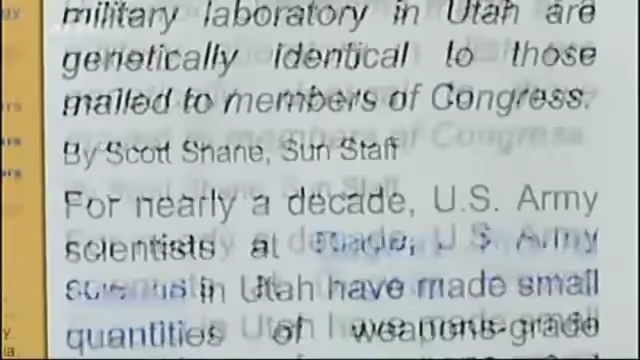 military laboratory in Utah are
genetically identical to those
mailed to members of Congress.
By Scott Shane, Sun Staff
For nearly a decade, U.S. Army
scientists at
in Utah have made small
quantities of weapons-grade